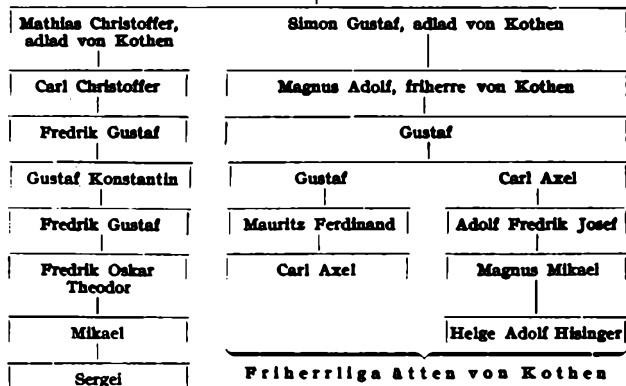 Mathias Christoffer,
adlad von Kothen
Simon Gustaf, adlad von Kothen
Carl Christoffer
Magnus Adolf, friherre von Kothen
Fredrik Gustaf
Gustaf
Gustaf Konstantin
Gustaf
Carl Axel
Fredrik Gustaf
Mauritz Ferdinand
Adolf Fredrik Josef
Fredrik Oskar
Theodor
Carl Axel
Magnus Mikael
Mikael
Helge Adolf Hisinger
Sergei
Friherrliga ätten von Kothen